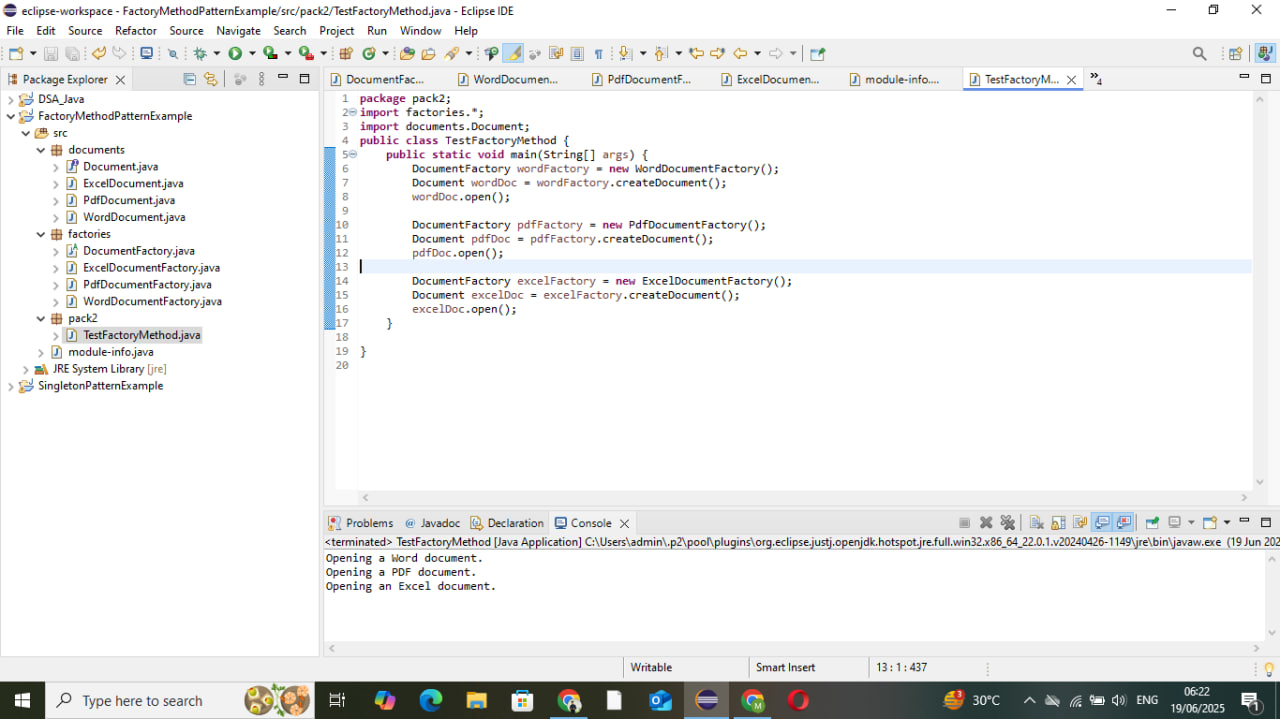 eclipse-workspace - FactoryMethodPatternExample/src/pack2/TestFactoryMethod.java - Eclipse IDE
File Edit Source Refactor Source Navigate Search Project Run Window Help
Package Explorer
DSA_Java
FactoryMethodPatternExample
src
documents
Document.java
ExcelDocument.java
PdfDocument.java
WordDocument.java
factories
DocumentFactory.java
ExcelDocumentFactory.java
PdfDocumentFactory.java
WordDocumentFactory.java
pack2
TestFactoryMethod.java
module-info.java
JRE System Library [jre]
SingletonPatternExample
DocumentFac... WordDocumen... PdfDocumentF... ExcelDocumen... module-info.... TestFactoryM... »4
1 package pack2;
2 import factories.*;
3 import documents.Document;
4 public class TestFactoryMethod {
5 public static void main(String[] args) {
6 DocumentFactory wordFactory = new WordDocumentFactory();
7 Document wordDoc = wordFactory.createDocument();
8 wordDoc.open();
9
10 DocumentFactory pdfFactory = new PdfDocumentFactory();
11 Document pdfDoc = pdfFactory.createDocument();
12 pdfDoc.open();
13
14 DocumentFactory excelFactory = new ExcelDocumentFactory();
15 Document excelDoc = excelFactory.createDocument();
16 excelDoc.open();
17 }
18
19 }
20
Problems @ Javadoc Declaration Console
<terminated> TestFactoryMethod [Java Application] C:\Users\admin\.p2\pool\plugins\org.eclipse.justj.openjdk.hotspot.jre.full.win32.x86_64_22.0.1.v20240426-1149\jre\bin\javaw.exe (19 Jun 202
Opening a Word document.
Opening a PDF document.
Opening an Excel document.
Writable Smart Insert 13 : 1 : 437
Type here to search
3 30°C ENG 06:22
19/06/2025
1